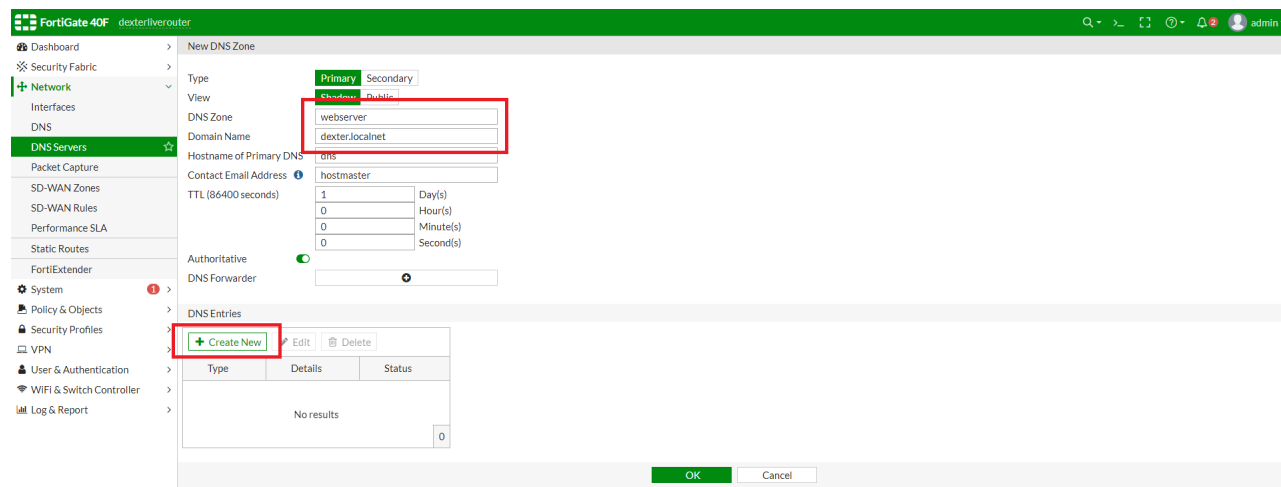 FortiGate 40F dexterliverouter
>_ 2 admin
Dashboard
Security Fabric
Network
Interfaces
DNS
DNS Servers
Packet Capture
SD-WAN Zones
SD-WAN Rules
Performance SLA
Static Routes
FortiExtender
System 1
Policy & Objects
Security Profiles
VPN
User & Authentication
WiFi & Switch Controller
Log & Report
New DNS Zone
Type Primary Secondary
View Shadow Public
DNS Zone webserver
Domain Name dexter.localnet
Hostname of Primary DNS dns
Contact Email Address hostmaster
TTL (86400 seconds) 1 Day(s)
0 Hour(s)
0 Minute(s)
0 Second(s)
Authoritative
DNS Forwarder
DNS Entries
+ Create New Edit Delete
Type Details Status
No results
0
OK Cancel